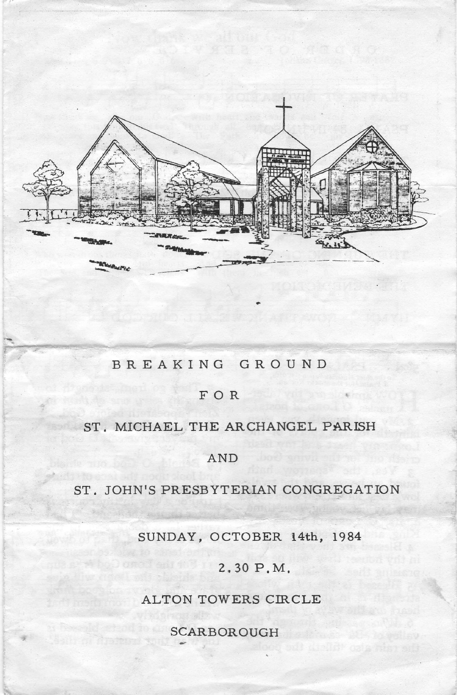 BREAKING GROUND
FOR
ST. MICHAEL THE ARCHANGEL PARISH
AND
ST. JOHN'S PRESBYTERIAN CONGREGATION
SUNDAY, OCTOBER 14th, 1984
2.30 P.M.
ALTON TOWERS CIRCLE
SCARBOROUGH